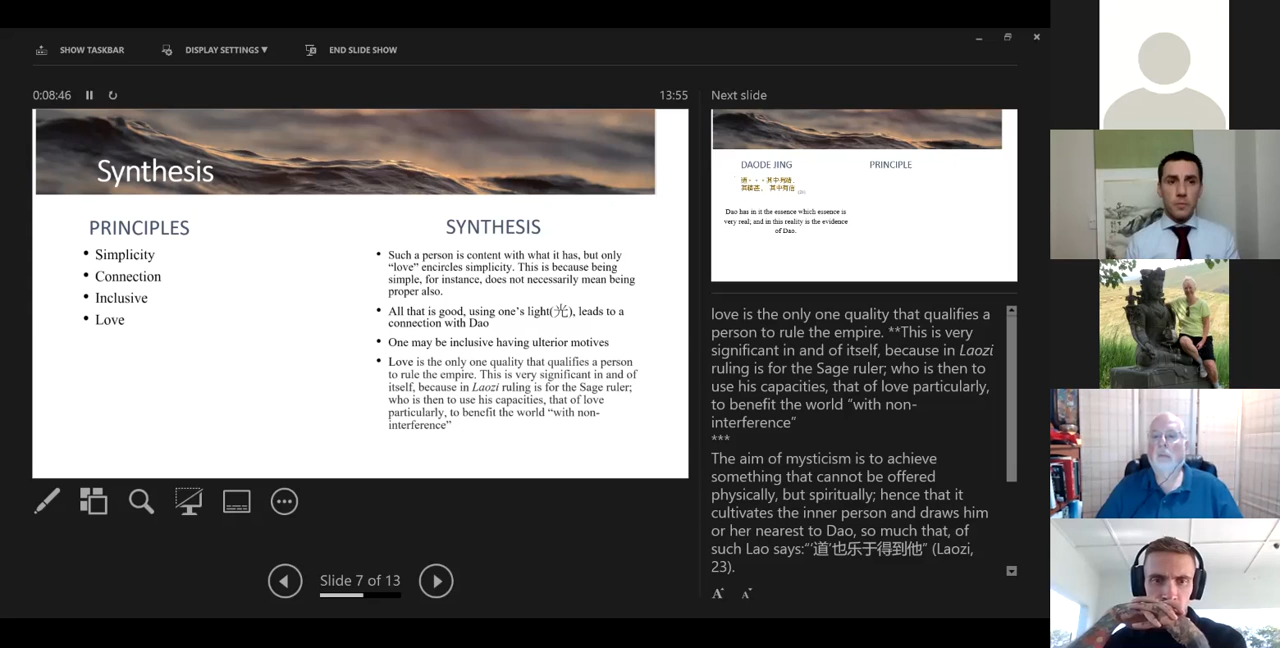 SHOW TASKBAR
DISPLAY SETTINGS ▼
END SLIDE SHOW
0:08:46
13:55
Next slide
Synthesis
PRINCIPLES
• Simplicity
• Connection
• Inclusive
• Love
SYNTHESIS
• Such a person is content with what it has, but only
“love” encircles simplicity. This is because being
simple, for instance, does not necessarily mean being
proper also.
• All that is good, using one’s light(光), leads to a
connection with Dao
• One may be inclusive having ulterior motives
• Love is the only one quality that qualifies a person
to rule the empire. This is very significant in and of
itself, because in Laozi ruling is for the Sage ruler;
who is then to use his capacities, that of love
particularly, to benefit the world “with non-
interference”
Slide 7 of 13
DAODE JING
PRINCIPLE
Dao has in it the essence which essence is
very real, and in this reality is the evidence
of Dao.
love is the only one quality that qualifies a
person to rule the empire. **This is very
significant in and of itself, because in Laozi
ruling is for the Sage ruler; who is then to
use his capacities, that of love particularly,
to benefit the world “with non-
interference”
***
The aim of mysticism is to achieve
something that cannot be offered
physically, but spiritually; hence that it
cultivates the inner person and draws him
or her nearest to Dao, so much that, of
such Lao says:“‘道’也乐于得到他” (Laozi,
23).
A A